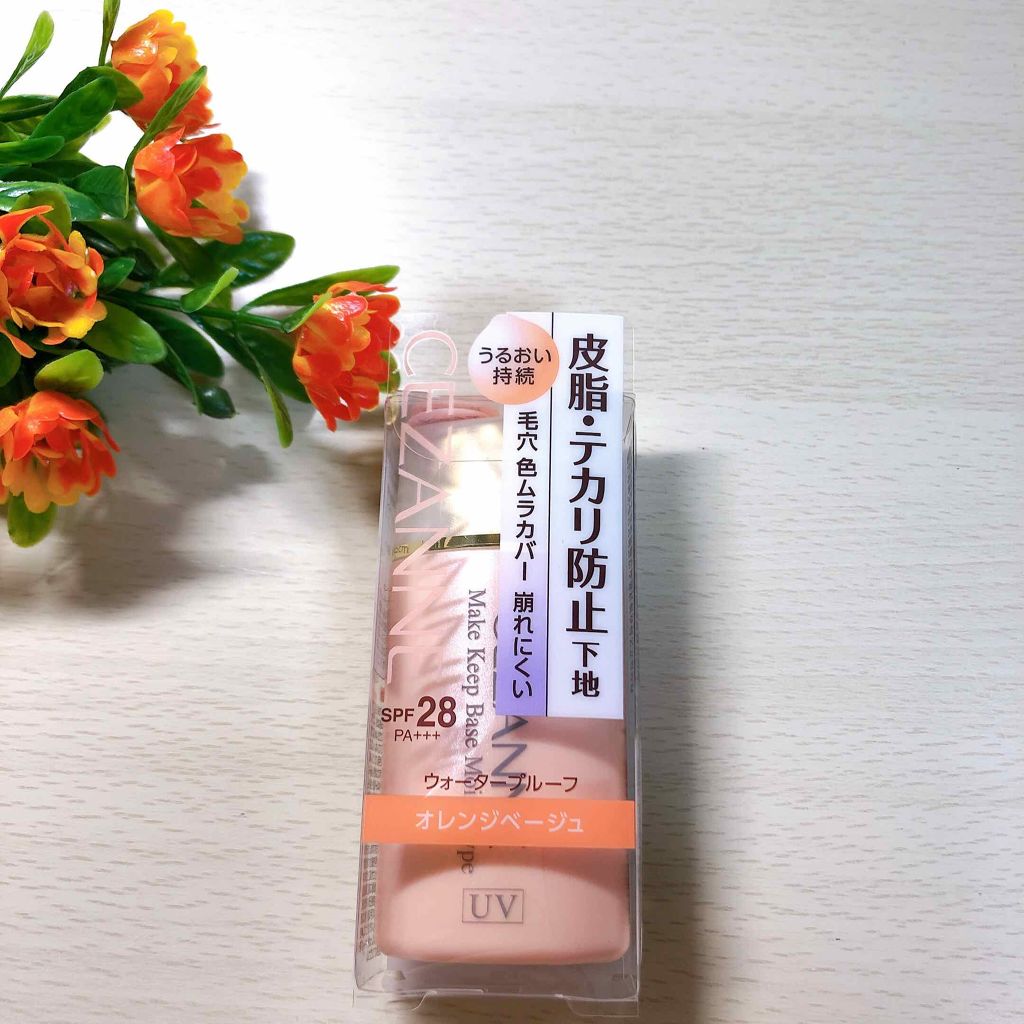 皮脂・テカリ防止下地
うるおい
持続
毛穴 色ムラカバー 崩れにくい
CEZANNE
Make Keep Base
SPF28
PA+++
ウォータープルーフ
オレンジベージュ
UV